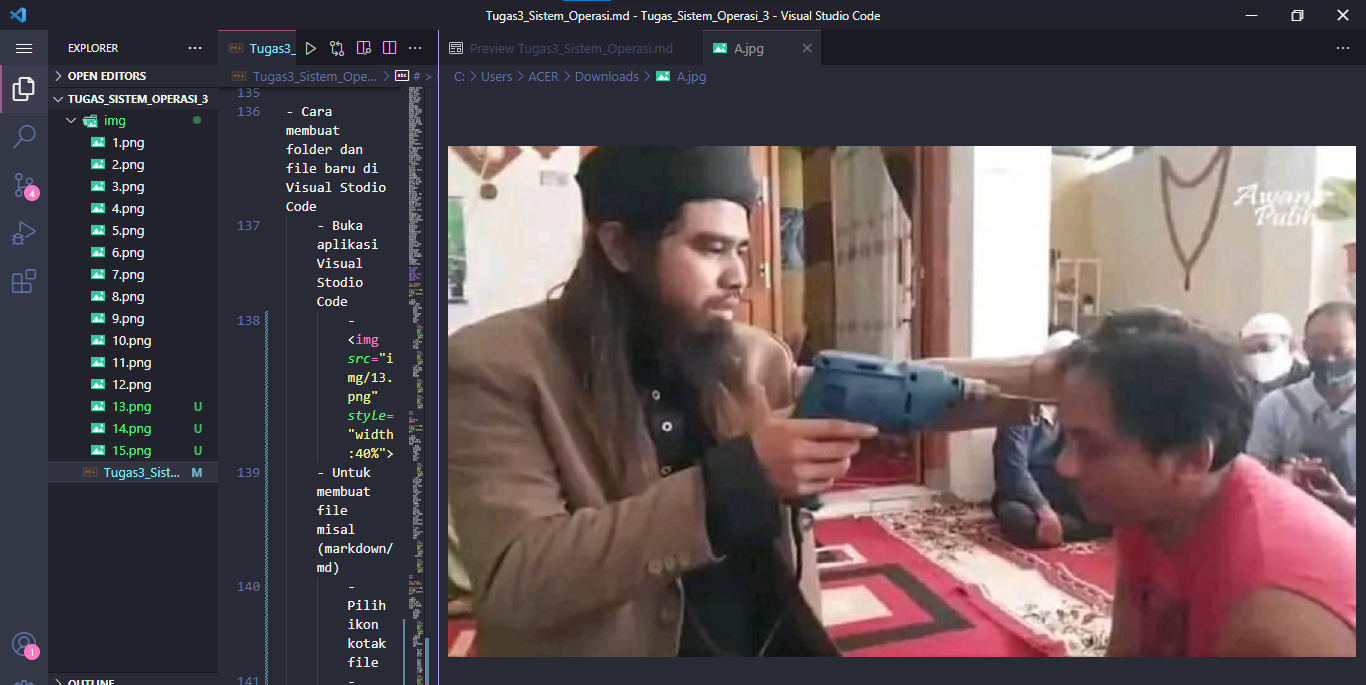 Tugas3_Sistem_Operasi.md - Tugas_Sistem_Operasi_3 - Visual Studio Code
EXPLORER
OPEN EDITORS
TUGAS_SISTEM_OPERASI_3
img
1.png
2.png
3.png
4.png
5.png
6.png
7.png
8.png
9.png
10.png
11.png
12.png
13.png U
14.png U
15.png U
Tugas3_Sist... M
OUTLINE
4
1
Tugas3_
Tugas3_Sistem_Ope... > abc # >
135
136 - Cara
membuat
folder dan
file baru di
Visual Stodio
Code
137 - Buka
aplikasi
Visual
Stodio
Code
138 -
<img
src="i
mg/13.
png"
style=
"width
:40%">
139 - Untuk
membuat
file
misal
(markdown/
md)
140 -
Pilih
ikon
kotak
file
141 -
Preview Tugas3_Sistem_Operasi.md
A.jpg
C: > Users > ACER > Downloads > A.jpg
Awan
Putih